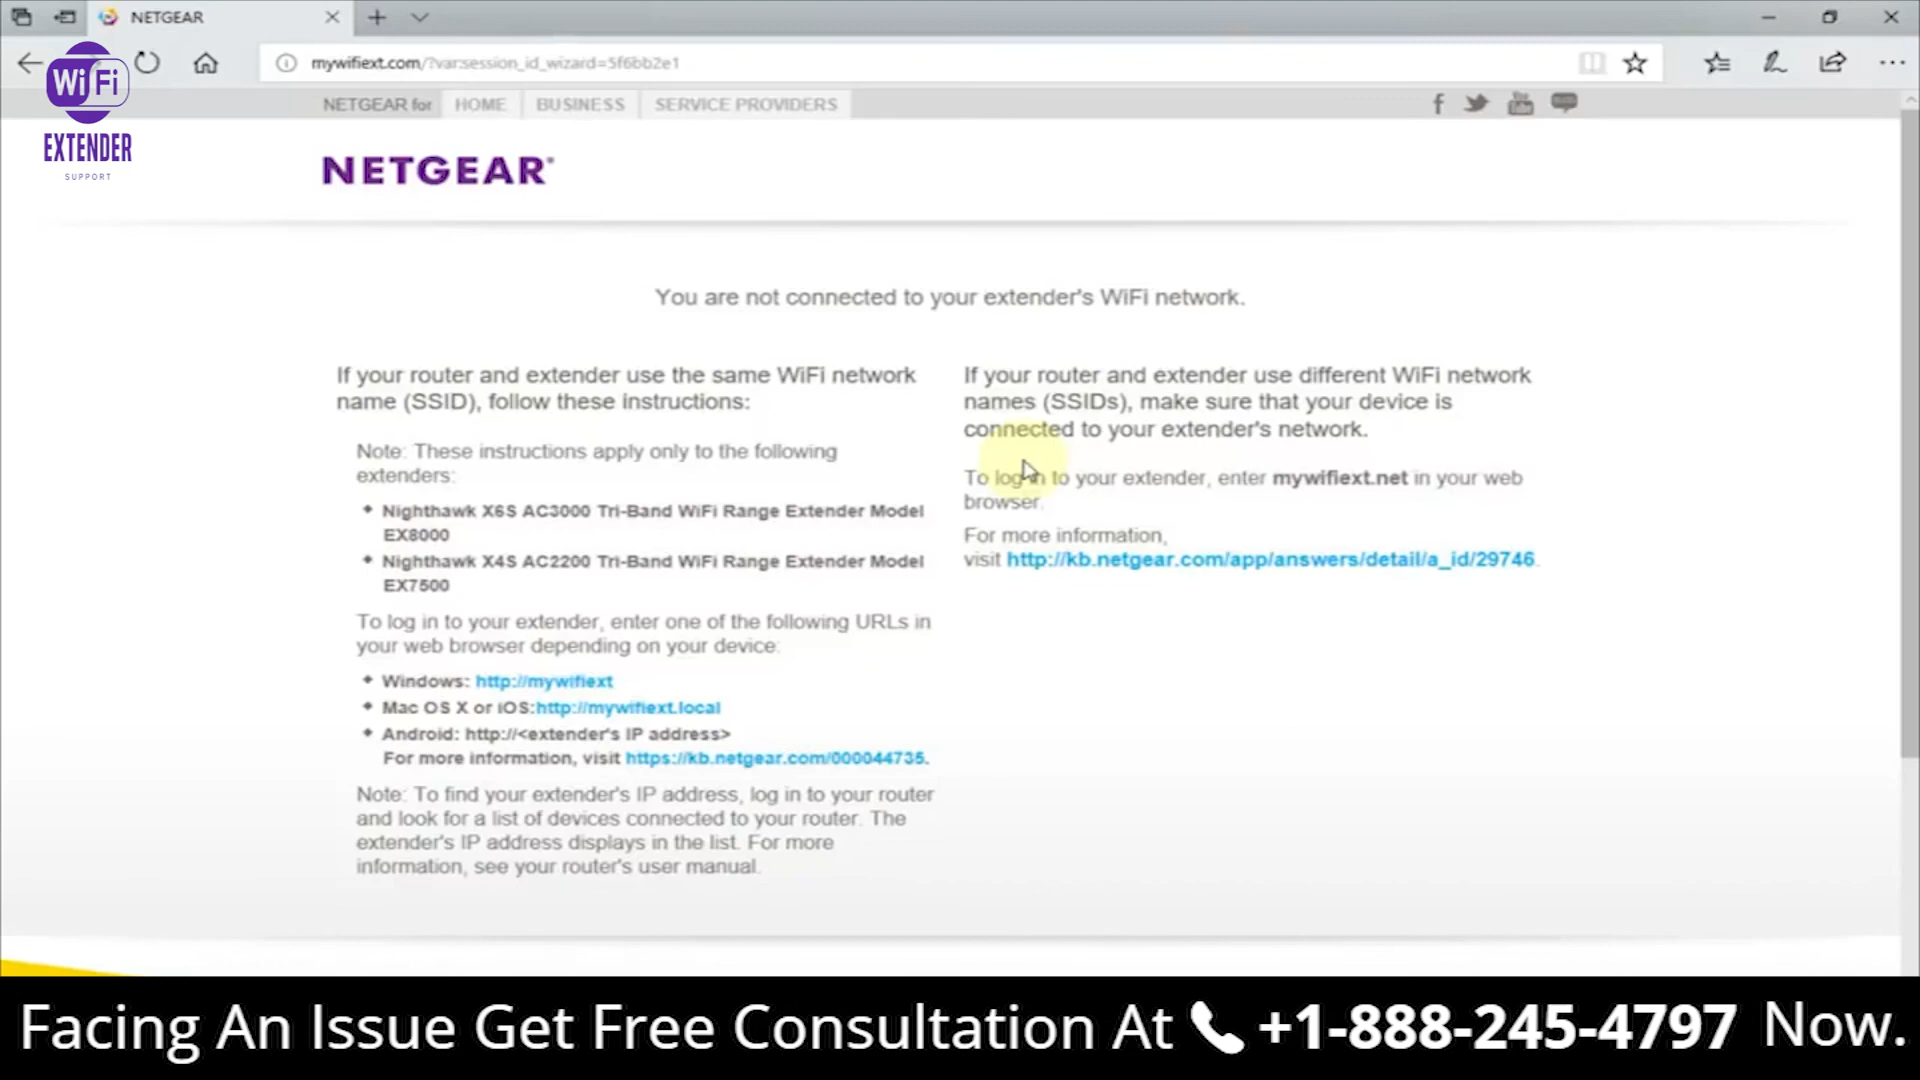 NETGEAR
mywifiext.com/?var:session_id_wizard=5f6bb2e1
WiFi
EXTENDER
SUPPORT
NETGEAR for HOME BUSINESS SERVICE PROVIDERS
NETGEAR®
You are not connected to your extender's WiFi network.
If your router and extender use the same WiFi network
name (SSID), follow these instructions:
Note: These instructions apply only to the following
extenders:
Nighthawk X6S AC3000 Tri-Band WiFi Range Extender Model
EX8000
Nighthawk X4S AC2200 Tri-Band WiFi Range Extender Model
EX7500
To log in to your extender, enter one of the following URLs in
your web browser depending on your device:
Windows: http://mywifiext
Mac OS X or iOS:http://mywifiext.local
Android: http://<extender's IP address>
For more information, visit https://kb.netgear.com/000044735.
Note: To find your extender's IP address, log in to your router
and look for a list of devices connected to your router. The
extender's IP address displays in the list. For more
information, see your router's user manual.
If your router and extender use different WiFi network
names (SSIDs), make sure that your device is
connected to your extender's network.
To log in to your extender, enter mywifiext.net in your web
browser.
For more information,
visit http://kb.netgear.com/app/answers/detail/a_id/29746.
Facing An Issue Get Free Consultation At +1-888-245-4797 Now.